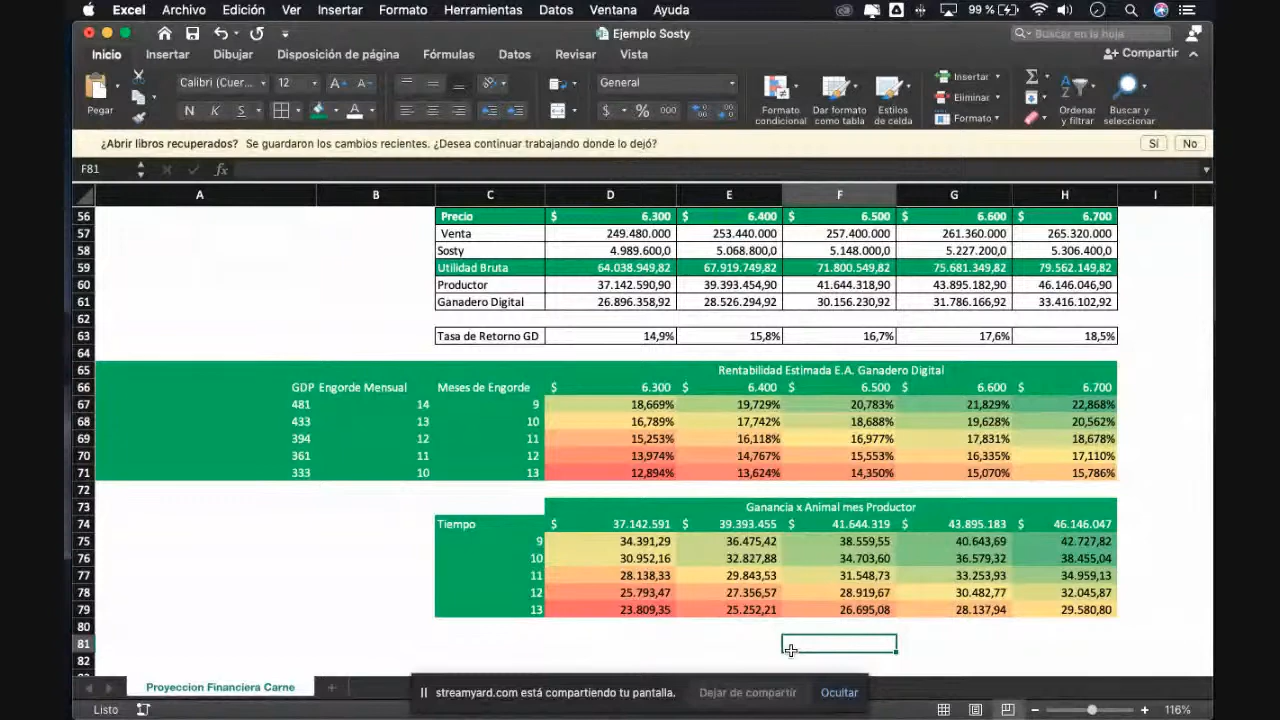 Excel Archivo Edición Ver Insertar Formato Herramientas Datos Ventana Ayuda 99 %
Ejemplo Sosty
Buscar en la hoja
Inicio Insertar Dibujar Disposición de página Fórmulas Datos Revisar Vista Compartir
Calibri (Cuer... 12 General Insertar
Eliminar
Formato
Pegar N K S $ % 000 Formato condicional Dar formato como tabla Estilos de celda Ordenar y filtrar Buscar y seleccionar
¿Abrir libros recuperados? Se guardaron los cambios recientes. ¿Desea continuar trabajando donde lo dejó? Sí No
F81 fx
A B C D E F G H I
56 Precio $ 6.300 $ 6.400 $ 6.500 $ 6.600 $ 6.700
57 Venta 249.480.000 253.440.000 257.400.000 261.360.000 265.320.000
58 Sosty 4.989.600,0 5.068.800,0 5.148.000,0 5.227.200,0 5.306.400,0
59 Utilidad Bruta 64.038.949,82 67.919.749,82 71.800.549,82 75.681.349,82 79.562.149,82
60 Productor 37.142.590,90 39.393.454,90 41.644.318,90 43.895.182,90 46.146.046,90
61 Ganadero Digital 26.896.358,92 28.526.294,92 30.156.230,92 31.786.166,92 33.416.102,92
62
63 Tasa de Retorno GD 14,9% 15,8% 16,7% 17,6% 18,5%
64
65 Rentabilidad Estimada E.A. Ganadero Digital
66 GDP Engorde Mensual Meses de Engorde $ 6.300 $ 6.400 $ 6.500 $ 6.600 $ 6.700
67 481 14 9 18,669% 19,729% 20,783% 21,829% 22,868%
68 433 13 10 16,789% 17,742% 18,688% 19,628% 20,562%
69 394 12 11 15,253% 16,118% 16,977% 17,831% 18,678%
70 361 11 12 13,974% 14,767% 15,553% 16,335% 17,110%
71 333 10 13 12,894% 13,624% 14,350% 15,070% 15,786%
72
73 Ganancia x Animal mes Productor
74 Tiempo $ 37.142.591 $ 39.393.455 $ 41.644.319 $ 43.895.183 $ 46.146.047
75 9 34.391,29 36.475,42 38.559,55 40.643,69 42.727,82
76 10 30.952,16 32.827,88 34.703,60 36.579,32 38.455,04
77 11 28.138,33 29.843,53 31.548,73 33.253,93 34.959,13
78 12 25.793,47 27.356,57 28.919,67 30.482,77 32.045,87
79 13 23.809,35 25.252,21 26.695,08 28.137,94 29.580,80
80
81
82
Proyeccion Financiera Carne +
streamyard.com está compartiendo tu pantalla. Dejar de compartir Ocultar
Listo 116%